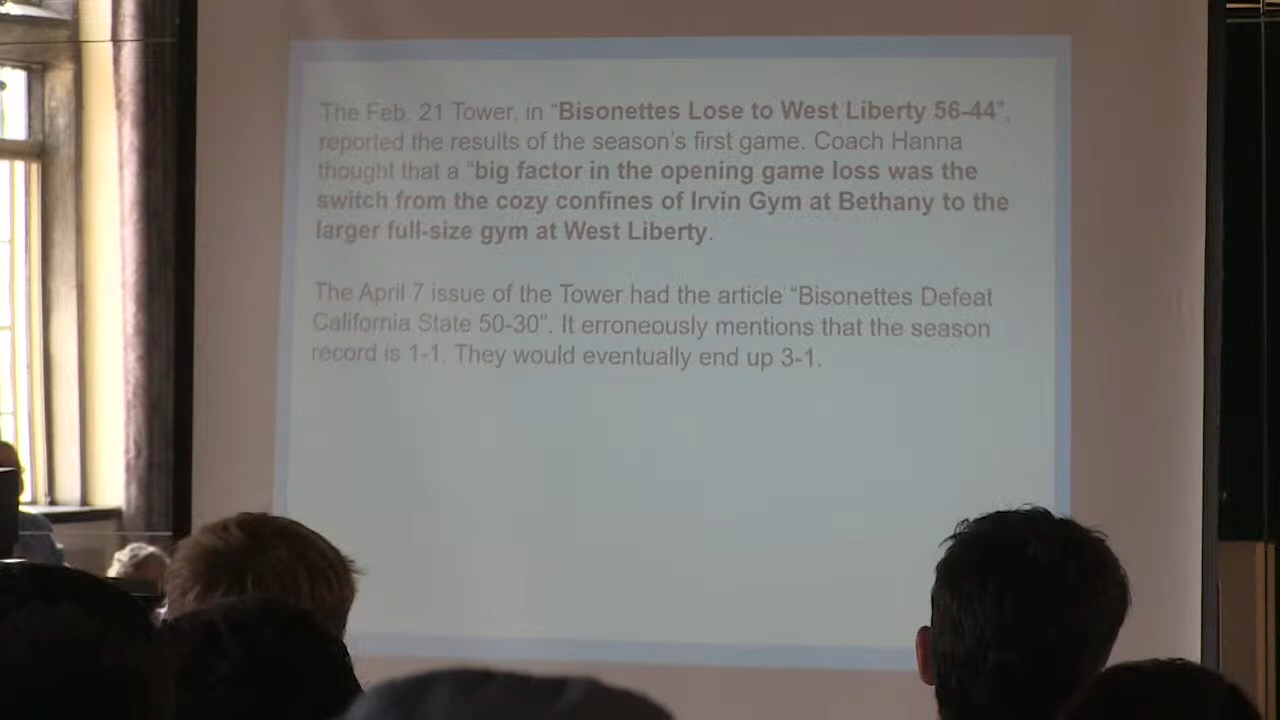 The Feb. 21 Tower, in “Bisonettes Lose to West Liberty 56-44”,
reported the results of the season’s first game. Coach Hanna
thought that a “big factor in the opening game loss was the
switch from the cozy confines of Irvin Gym at Bethany to the
larger full-size gym at West Liberty.
The April 7 issue of the Tower had the article “Bisonettes Defeat
California State 50-30”. It erroneously mentions that the season
record is 1-1. They would eventually end up 3-1.